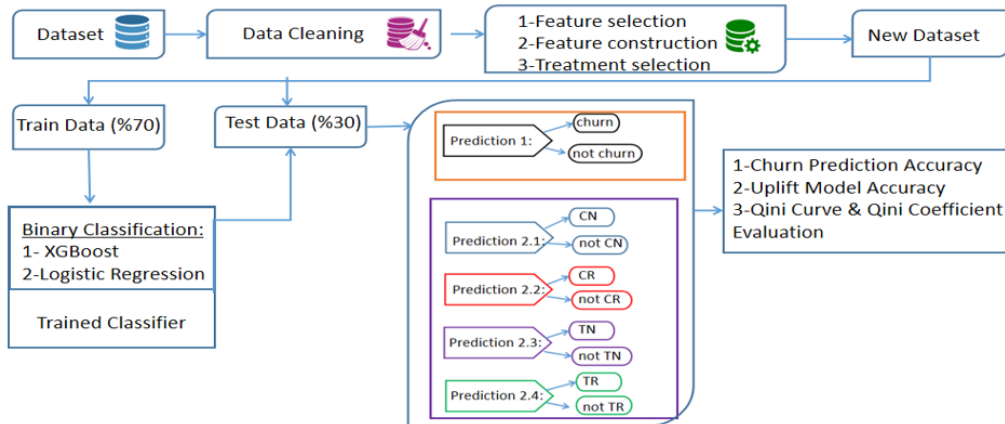 Dataset
Data Cleaning
1-Feature selection
2-Feature construction
3-Treatment selection
New Dataset
Train Data (%70)
Test Data (%30)
Binary Classification:
1- XGBoost
2-Logistic Regression
Trained Classifier
Prediction 1:
churn
not churn
Prediction 2.1:
CN
not CN
Prediction 2.2:
CR
not CR
Prediction 2.3:
TN
not TN
Prediction 2.4:
TR
not TR
1-Churn Prediction Accuracy
2-Uplift Model Accuracy
3-Qini Curve & Qini Coefficient
Evaluation